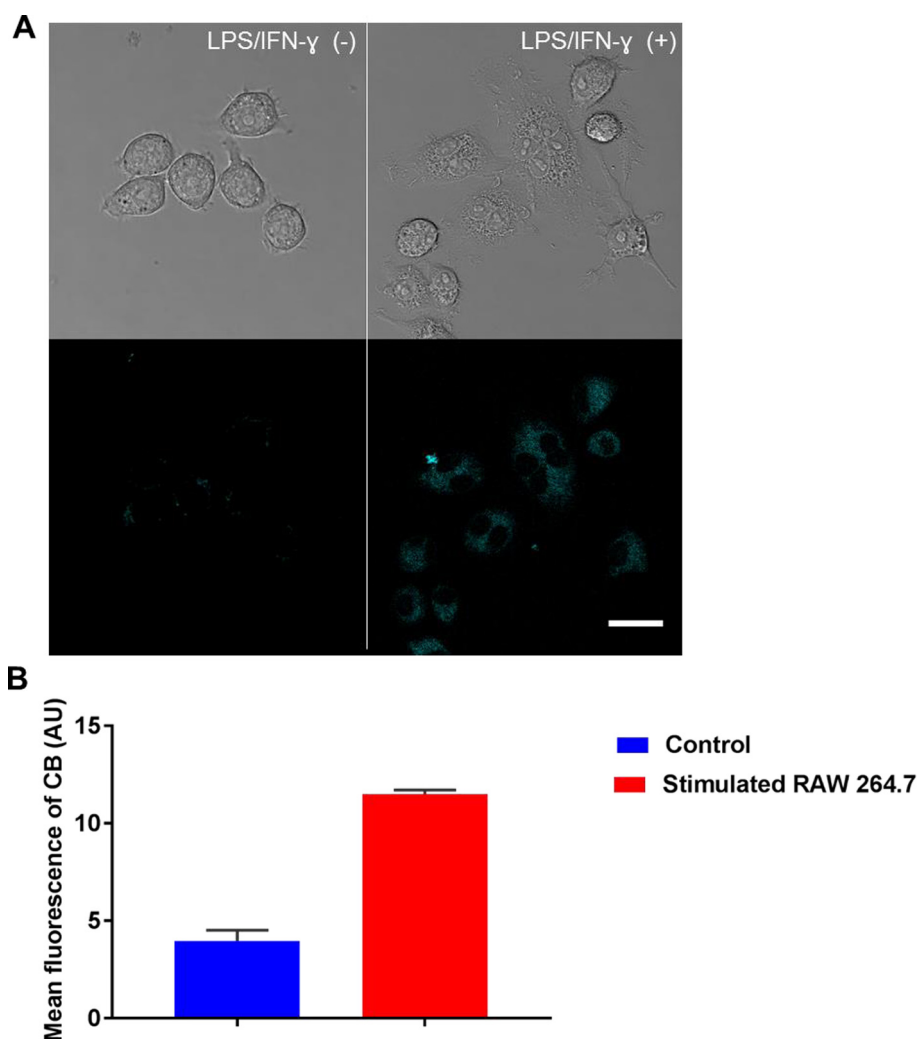 A
LPS/IFN-ɣ (-)
LPS/IFN-ɣ (+)
B
Mean fluorescence of CB (AU)
15
10
5
0
Control
Stimulated RAW 264.7